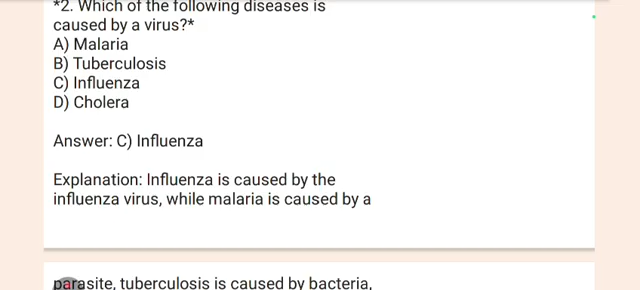 *2. Which of the following diseases is
caused by a virus?*
A) Malaria
B) Tuberculosis
C) Influenza
D) Cholera
Answer: C) Influenza
Explanation: Influenza is caused by the
influenza virus, while malaria is caused by a
parasite, tuberculosis is caused by bacteria,